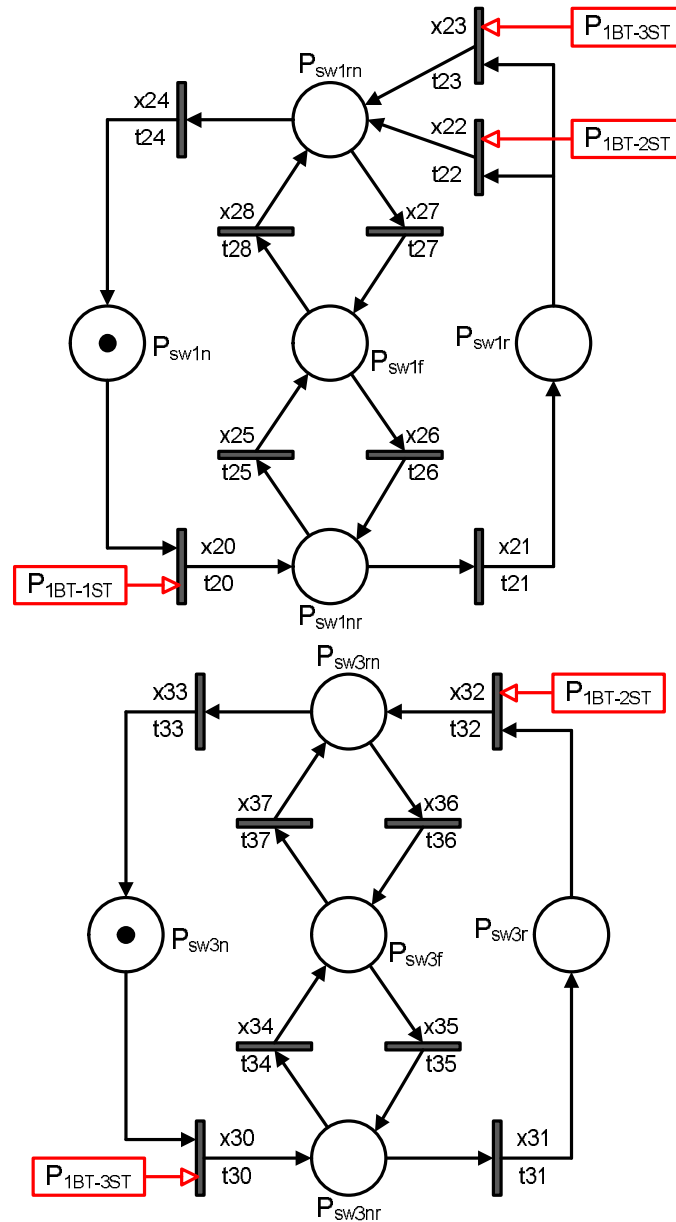 x23
P1BT-3ST
Psw1rn
t23
x24
t24
x22
P1BT-2ST
t22
x28
x27
t28
t27
Psw1n
Psw1f
Psw1r
x25
x26
t25
t26
x20
x21
P1BT-1ST
t20
t21
Psw1nr
Psw3rn
x33
x32
P1BT-2ST
t33
t32
x37
x36
t37
t36
Psw3n
Psw3f
Psw3r
x34
x35
t34
t35
x30
x31
P1BT-3ST
t30
t31
Psw3nr